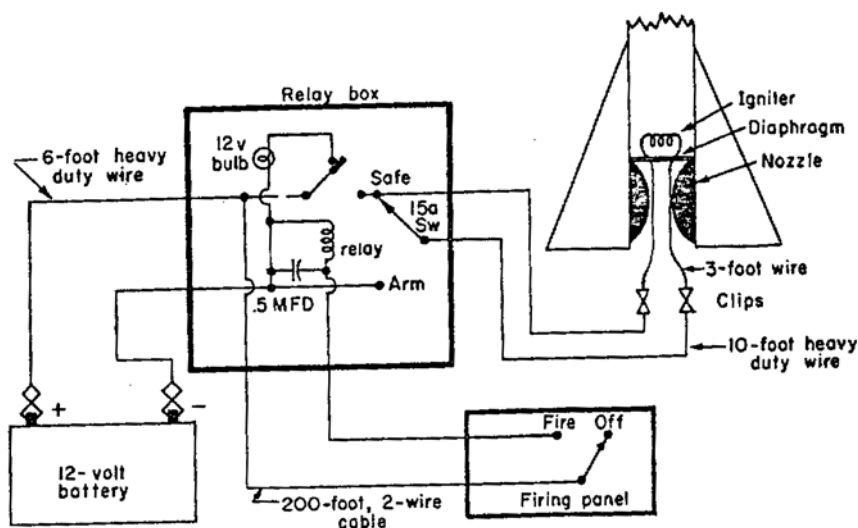 Relay box
Igniter
Diaphragm
Nozzle
12v
bulb
6-foot heavy
duty wire
Safe
15a
Sw
relay
3-foot wire
Arm
.5 MFD
Clips
10-foot heavy
duty wire
+
−
Fire
Off
12-volt
battery
200-foot, 2-wire
cable
Firing panel